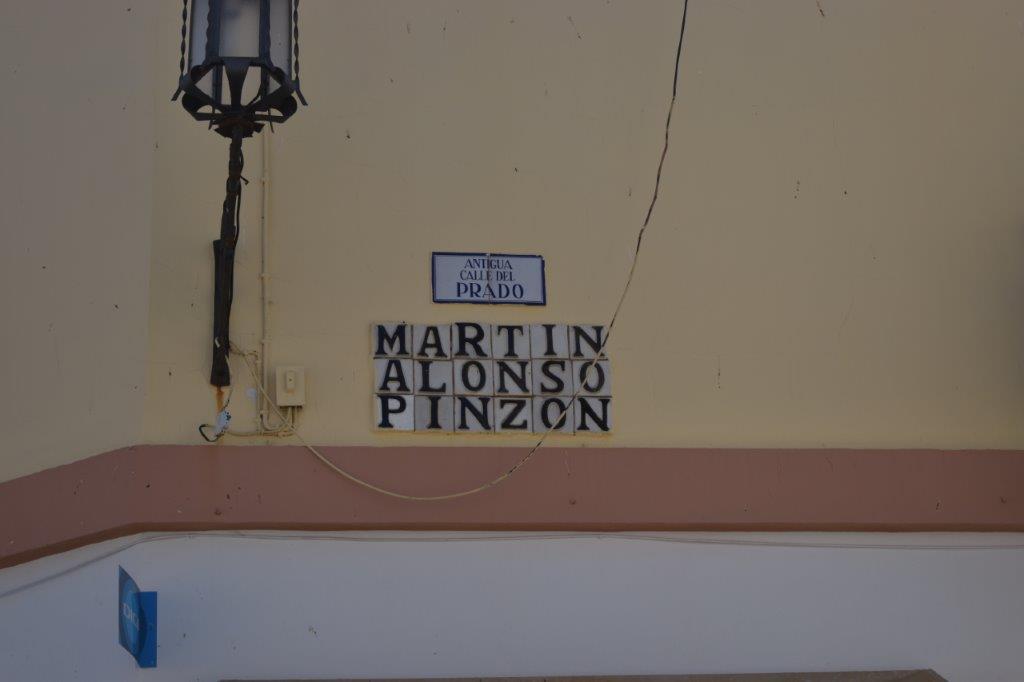 ANTIGUA
CALLE DEL
PRADO
MARTIN
ALONSO
PINZON